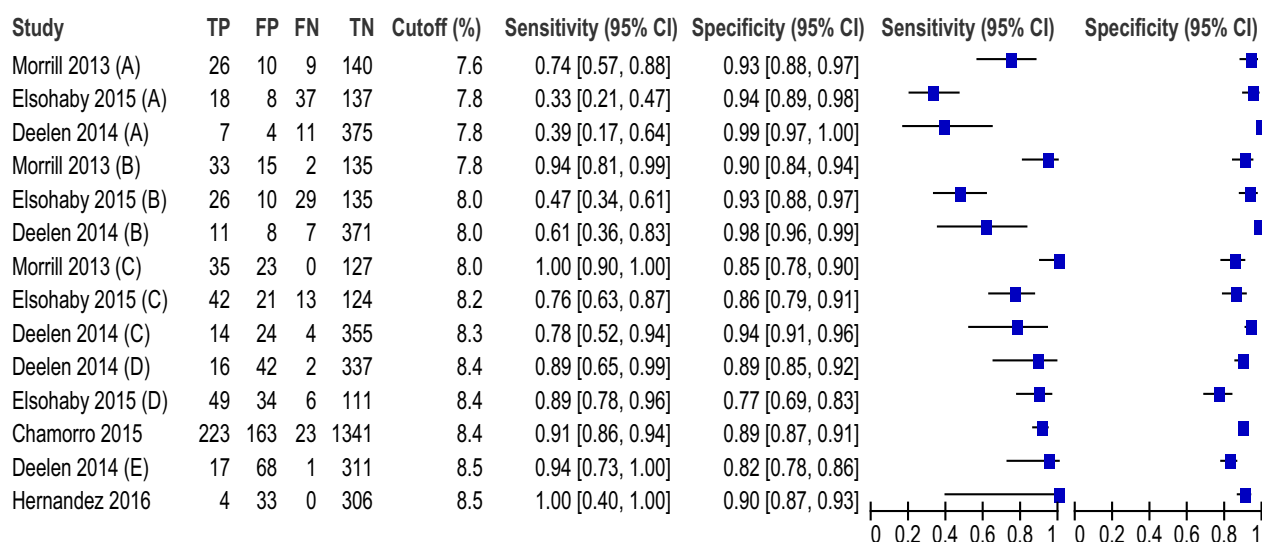 Study TP FP FN TN Cutoff (%) Sensitivity (95% CI) Specificity (95% CI) Sensitivity (95% CI) Specificity (95% CI)
Morrill 2013 (A) 26 10 9 140 7.6 0.74 [0.57, 0.88] 0.93 [0.88, 0.97]
Elsohaby 2015 (A) 18 8 37 137 7.8 0.33 [0.21, 0.47] 0.94 [0.89, 0.98]
Deelen 2014 (A) 7 4 11 375 7.8 0.39 [0.17, 0.64] 0.99 [0.97, 1.00]
Morrill 2013 (B) 33 15 2 135 7.8 0.94 [0.81, 0.99] 0.90 [0.84, 0.94]
Elsohaby 2015 (B) 26 10 29 135 8.0 0.47 [0.34, 0.61] 0.93 [0.88, 0.97]
Deelen 2014 (B) 11 8 7 371 8.0 0.61 [0.36, 0.83] 0.98 [0.96, 0.99]
Morrill 2013 (C) 35 23 0 127 8.0 1.00 [0.90, 1.00] 0.85 [0.78, 0.90]
Elsohaby 2015 (C) 42 21 13 124 8.2 0.76 [0.63, 0.87] 0.86 [0.79, 0.91]
Deelen 2014 (C) 14 24 4 355 8.3 0.78 [0.52, 0.94] 0.94 [0.91, 0.96]
Deelen 2014 (D) 16 42 2 337 8.4 0.89 [0.65, 0.99] 0.89 [0.85, 0.92]
Elsohaby 2015 (D) 49 34 6 111 8.4 0.89 [0.78, 0.96] 0.77 [0.69, 0.83]
Chamorro 2015 223 163 23 1341 8.4 0.91 [0.86, 0.94] 0.89 [0.87, 0.91]
Deelen 2014 (E) 17 68 1 311 8.5 0.94 [0.73, 1.00] 0.82 [0.78, 0.86]
Hernandez 2016 4 33 0 306 8.5 1.00 [0.40, 1.00] 0.90 [0.87, 0.93]
0 0.2 0.4 0.6 0.8 1 0 0.2 0.4 0.6 0.8 1